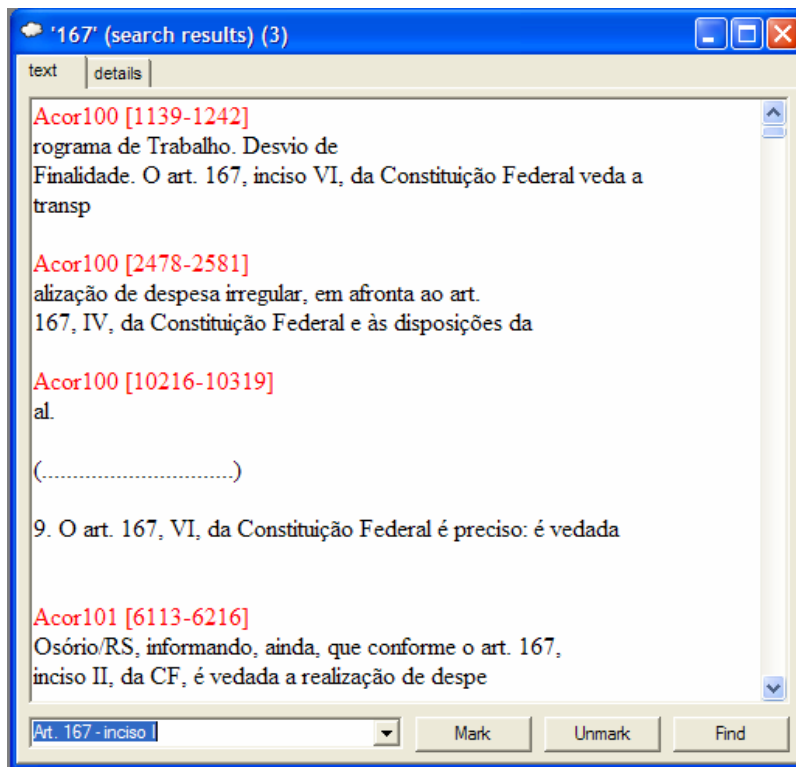 '167' (search results) (3)
text details
Acor100 [1139-1242]
rograma de Trabalho. Desvio de
Finalidade. O art. 167, inciso VI, da Constituição Federal veda a
transp
Acor100 [2478-2581]
alização de despesa irregular, em afronta ao art.
167, IV, da Constituição Federal e às disposições da
Acor100 [10216-10319]
al.
(...............................)
9. O art. 167, VI, da Constituição Federal é preciso: é vedada
Acor101 [6113-6216]
Osório/RS, informando, ainda, que conforme o art. 167,
inciso II, da CF, é vedada a realização de despe
Art. 167 - inciso I Mark Unmark Find